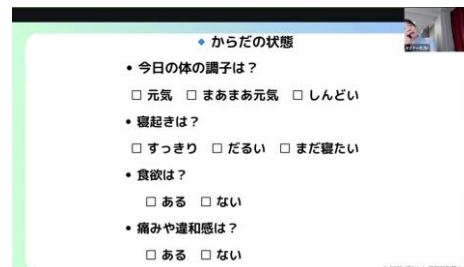 🔹 からだの状態
• 今日の体の調子は？
□ 元気 □ まあまあ元気 □ しんどい
• 寝起きは？
□ すっきり □ だるい □ まだ寝たい
• 食欲は？
□ ある □ ない
• 痛みや違和感は？
□ ある □ ない